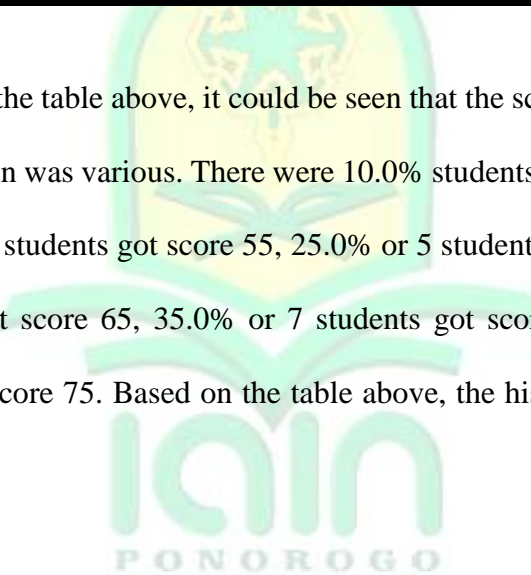 the table above, it could be seen that the sc
n was various. There were 10.0% students
students got score 55, 25.0% or 5 student
t score 65, 35.0% or 7 students got scor
core 75. Based on the table above, the his
iain
PONOROGO